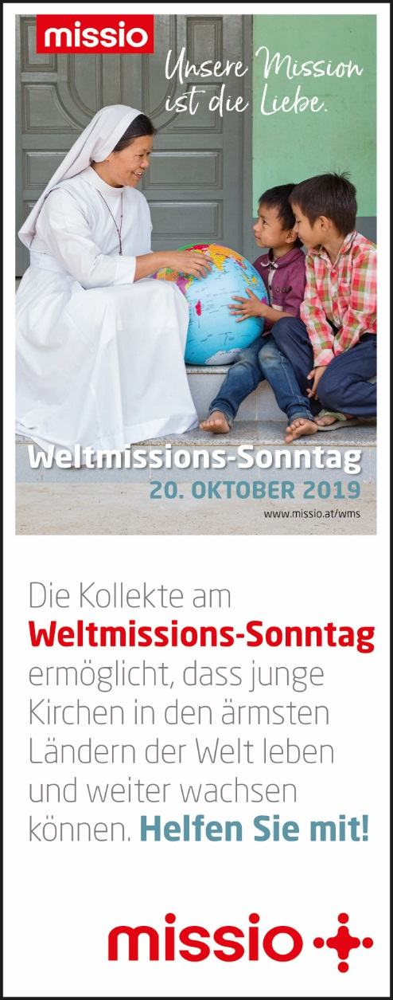 missio
Unsere Mission
ist die Liebe.
Weltmissions-Sonntag
20. OKTOBER 2019
www.missio.at/wms
Die Kollekte am
Weltmissions-Sonntag
ermöglicht, dass junge
Kirchen in den ärmsten
Ländern der Welt leben
und weiter wachsen
können. Helfen Sie mit!
missio